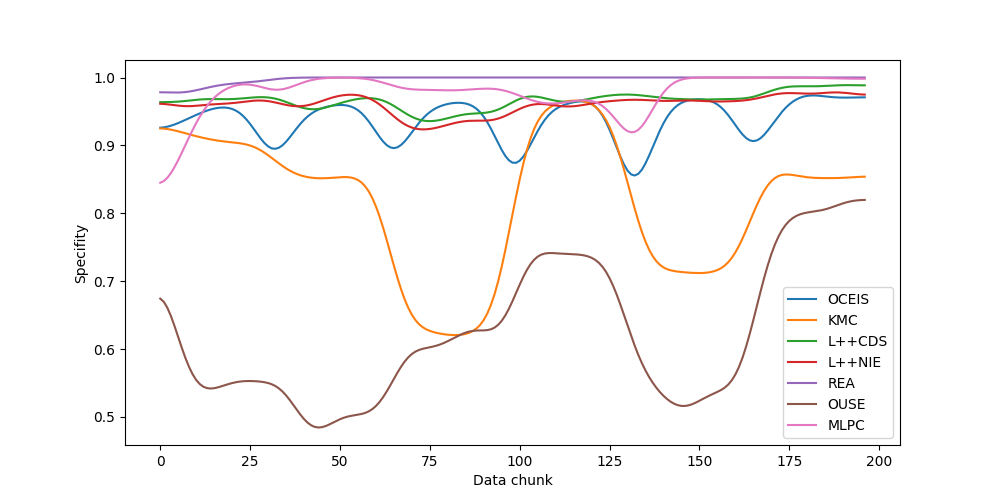 1.0
0.9
0.8
0.7
0.6
0.5
Specifity
0 25 50 75 100 125 150 175 200
Data chunk
OCEIS
KMC
L++CDS
L++NIE
REA
OUSE
MLPC